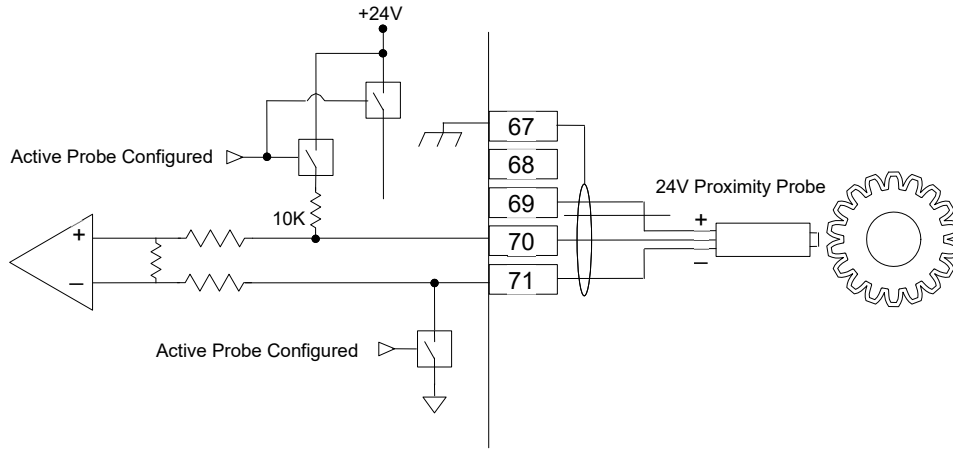 +24V
67
Active Probe Configured
68
24V Proximity Probe
69
10K
+
+
70
–
–
71
Active Probe Configured